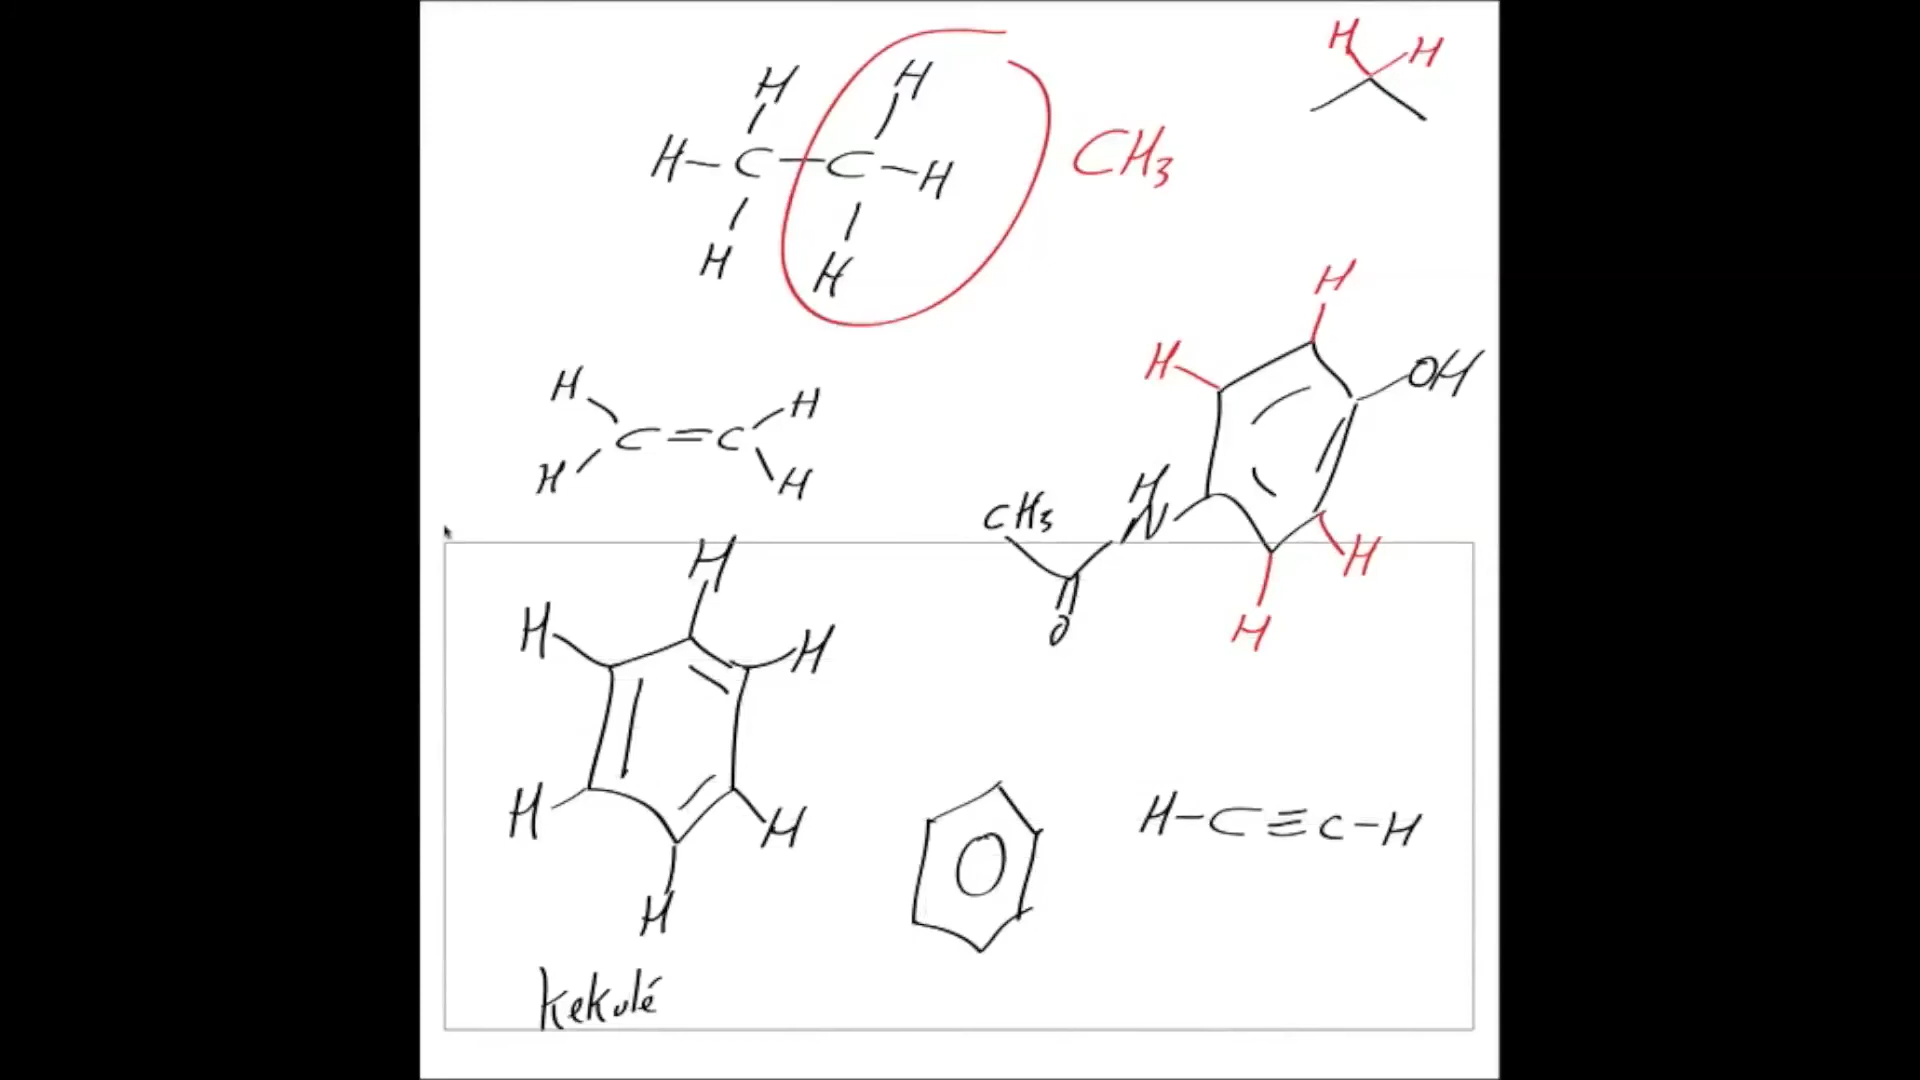 H H
H H
H-C-C-H CH₃
H H
H
H OH
H H
C=C
H H
H
CH₃ N
H
H H
O H
H H
H-C≡C-H
H H
H
Kekulé